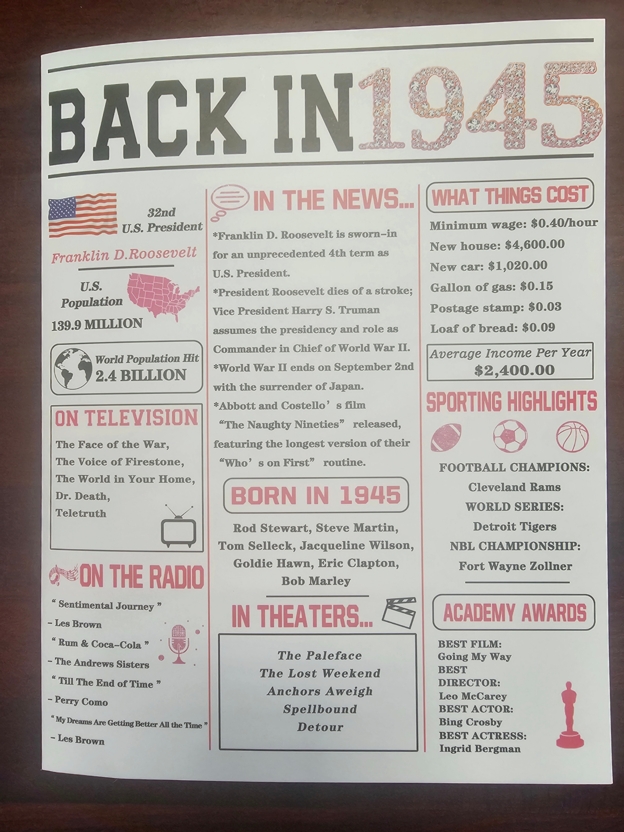 BACK IN 1945
32nd
U.S. President
Franklin D.Roosevelt
U.S.
Population
139.9 MILLION
World Population Hit
2.4 BILLION
ON TELEVISION
The Face of the War,
The Voice of Firestone,
The World in Your Home,
Dr. Death,
Teletruth
ON THE RADIO
“ Sentimental Journey ”
- Les Brown
“ Rum & Coca-Cola ”
- The Andrews Sisters
“ Till The End of Time ”
- Perry Como
“ My Dreams Are Getting Better All the Time ”
- Les Brown
IN THE NEWS...
*Franklin D. Roosevelt is sworn-in
for an unprecedented 4th term as
U.S. President.
*President Roosevelt dies of a stroke;
Vice President Harry S. Truman
assumes the presidency and role as
Commander in Chief of World War II.
*World War II ends on September 2nd
with the surrender of Japan.
*Abbott and Costello’ s film
“The Naughty Nineties” released,
featuring the longest version of their
“Who’ s on First” routine.
BORN IN 1945
Rod Stewart, Steve Martin,
Tom Selleck, Jacqueline Wilson,
Goldie Hawn, Eric Clapton,
Bob Marley
IN THEATERS...
The Paleface
The Lost Weekend
Anchors Aweigh
Spellbound
Detour
WHAT THINGS COST
Minimum wage: $0.40/hour
New house: $4,600.00
New car: $1,020.00
Gallon of gas: $0.15
Postage stamp: $0.03
Loaf of bread: $0.09
Average Income Per Year
$2,400.00
SPORTING HIGHLIGHTS
FOOTBALL CHAMPIONS:
Cleveland Rams
WORLD SERIES:
Detroit Tigers
NBL CHAMPIONSHIP:
Fort Wayne Zollner
ACADEMY AWARDS
BEST FILM:
Going My Way
BEST
DIRECTOR:
Leo McCarey
BEST ACTOR:
Bing Crosby
BEST ACTRESS:
Ingrid Bergman